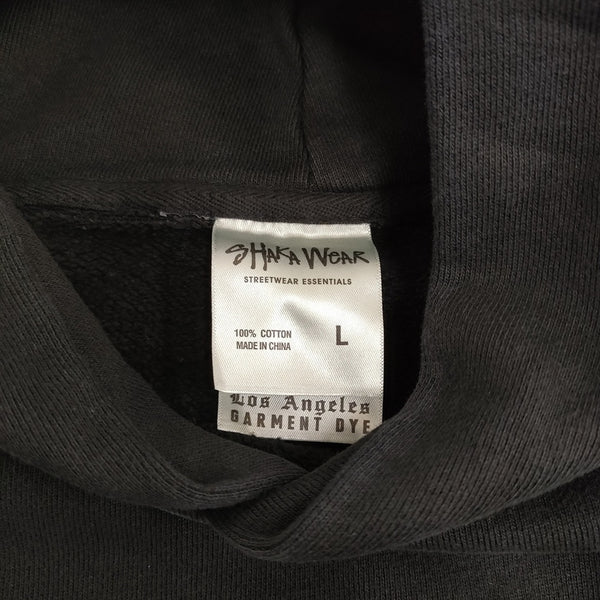 SHAKA WEAR
STREETWEAR ESSENTIALS
100% COTTON
MADE IN CHINA
L
Los Angeles
GARMENT DYE